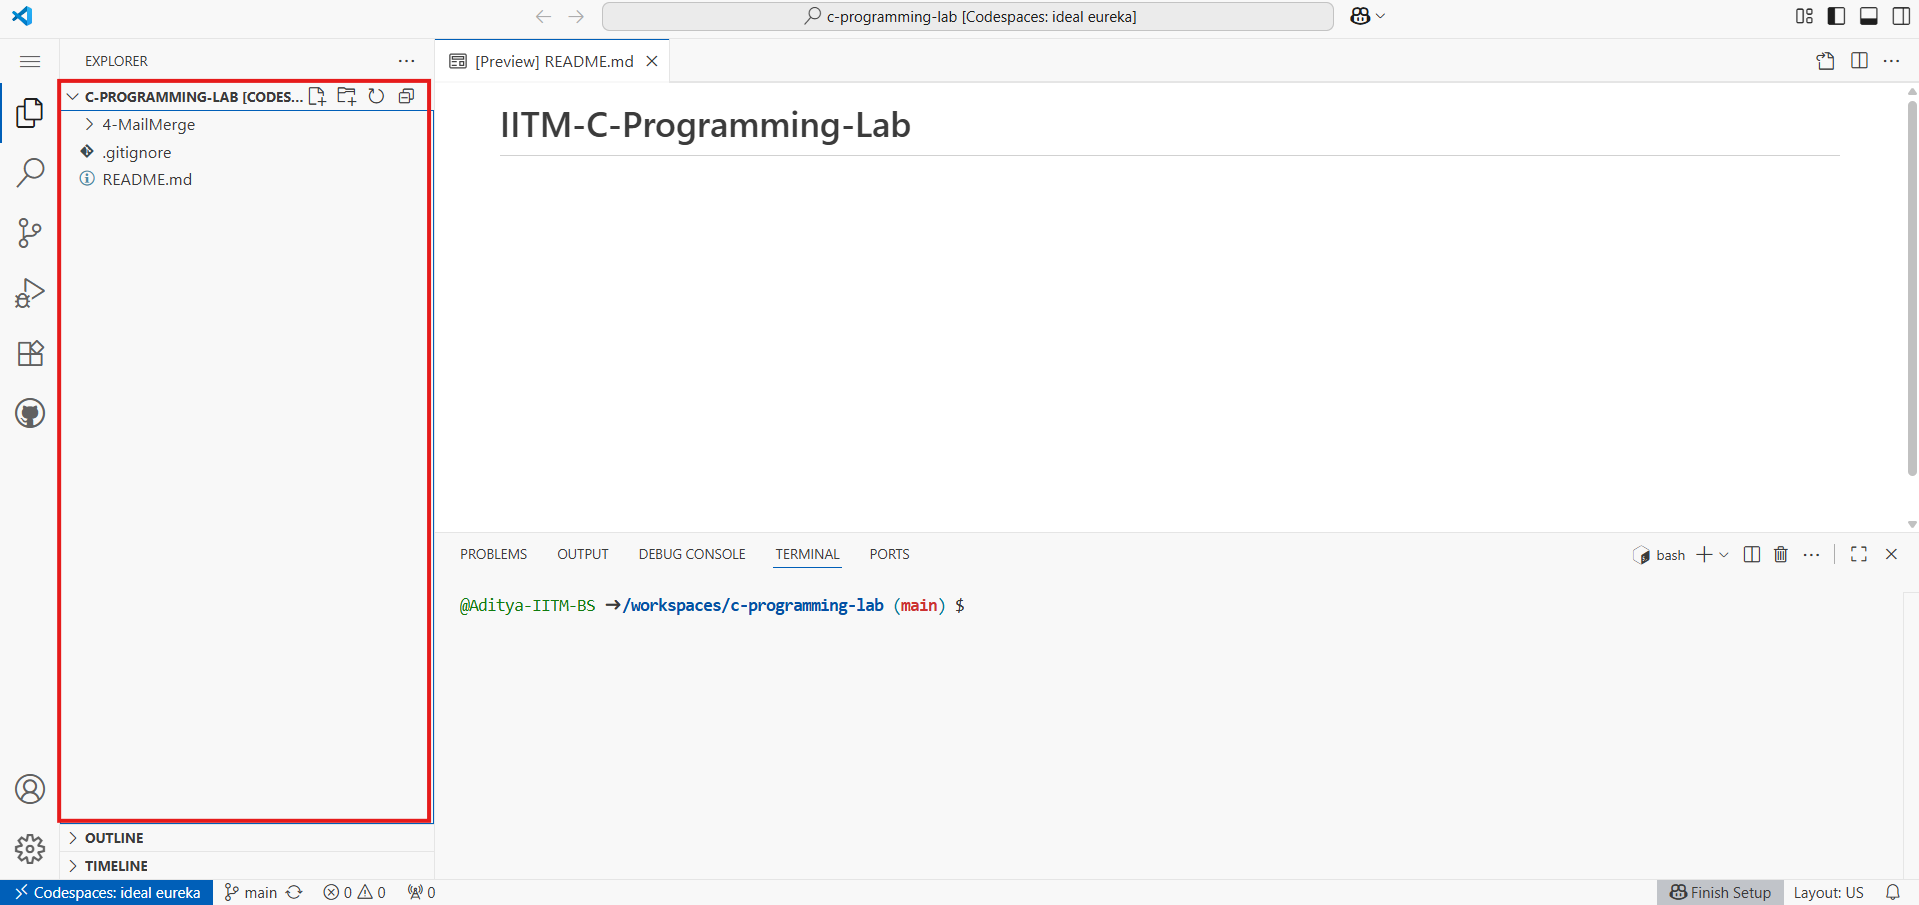 c-programming-lab [Codespaces: ideal eureka]
EXPLORER
C-PROGRAMMING-LAB [CODES...
4-MailMerge
.gitignore
README.md
OUTLINE
TIMELINE
[Preview] README.md
IITM-C-Programming-Lab
PROBLEMS OUTPUT DEBUG CONSOLE TERMINAL PORTS
bash
@Aditya-IITM-BS ➜/workspaces/c-programming-lab (main) $
Codespaces: ideal eureka main 0 0 0 Finish Setup Layout: US